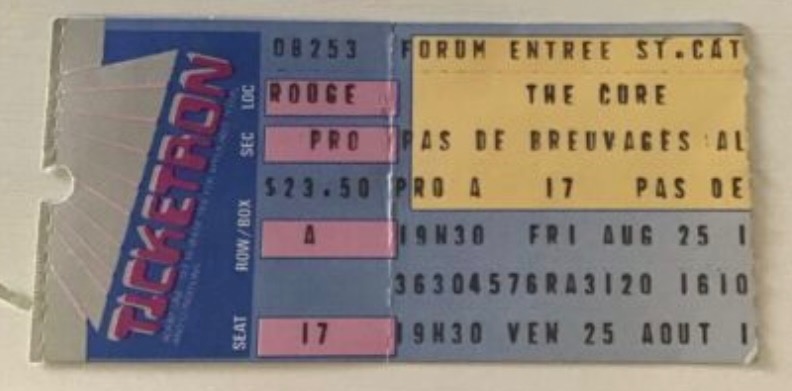 TICKETRON
LOC
SEC
ROW/BOX
SEAT
08253 FORUM ENTREE ST.CAT
ROUGE THE CURE
PRO PAS DE BREUVAGES AL
$23.50 PRO A 17 PAS DE
A 19H30 FRI AUG 25 1
36304576RA3120 1610
17 19H30 VEN 25 AOUT 1